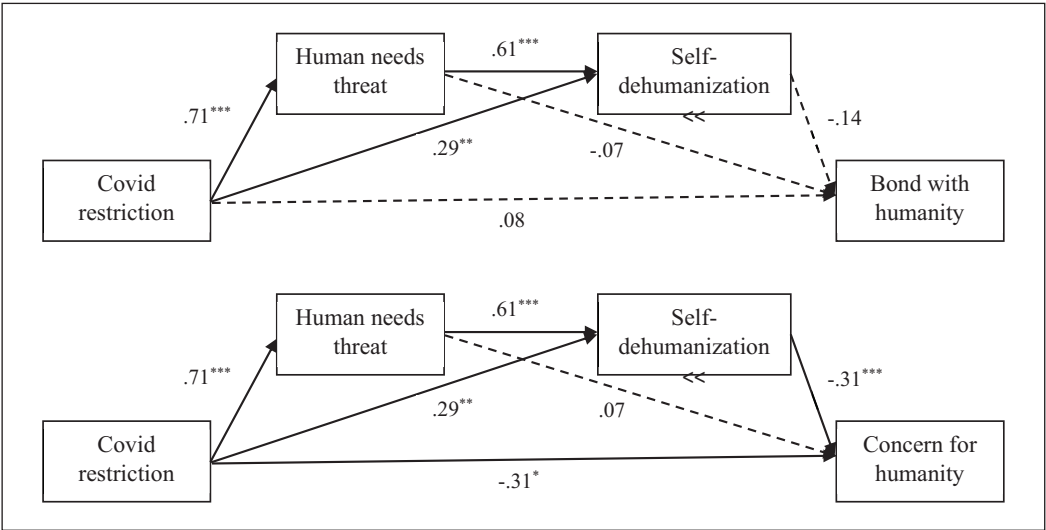 Human needs
threat
.61***
Self-
dehumanization
<<
.71***
.29**
-.07
-.14
Covid
restriction
.08
Bond with
humanity
Human needs
threat
.61***
Self-
dehumanization
<<
.71***
.29**
.07
-.31***
Covid
restriction
-.31*
Concern for
humanity